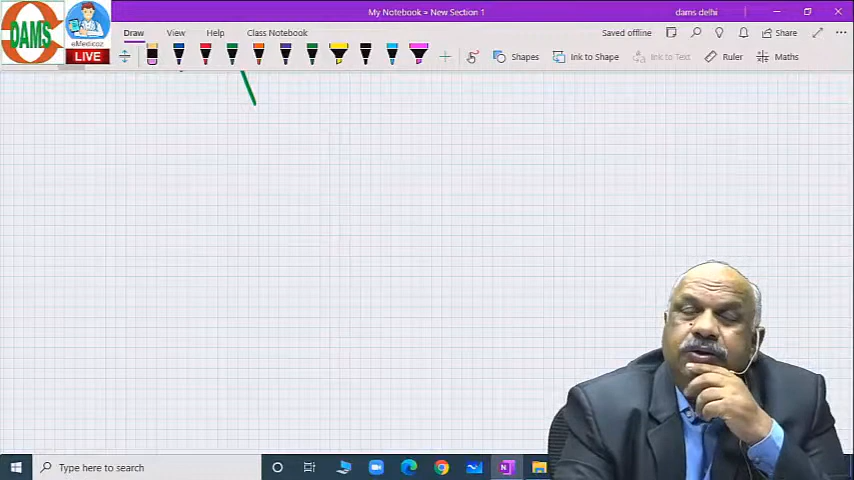 My Notebook = New Section 1
dams delhi
DAMS
eMedicoz
LIVE
Draw
View
Help
Class Notebook
Saved offline
Share
Shapes
Ink to Shape
Ink to Text
Ruler
Maths
Type here to search